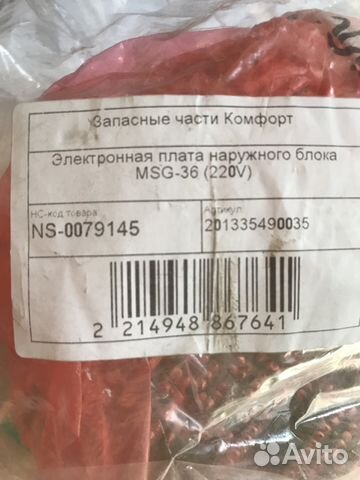 Запасные части Комфорт
Электронная плата наружного блока
MSG-36 (220V)
НС-код товара
NS-0079145
Артикул
201335490035
2 214948 867641
Avito